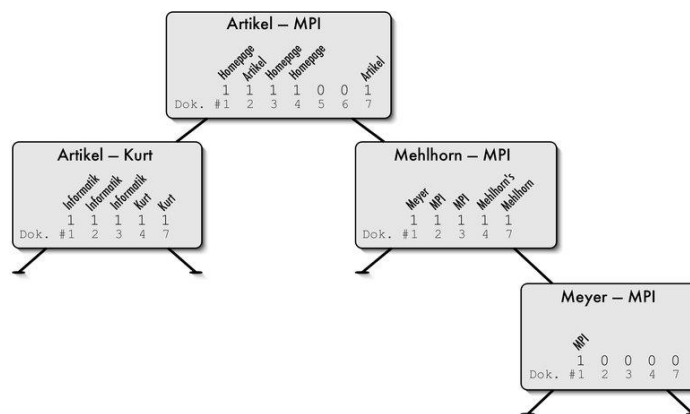 Artikel – MPI
Homepage Artikel Homepage Homepage Artikel
1 1 1 1 0 0 1
Dok. #1 2 3 4 5 6 7
Artikel – Kurt
Informatik Informatik Informatik Kurt Kurt
1 1 1 1 1
Dok. #1 2 3 4 7
Mehlhorn – MPI
Meyer MPI MPI Mehlhorn's Mehlhorn
1 1 1 1 1
Dok. #1 2 3 4 7
Meyer – MPI
MPI
1 0 0 0 0
Dok. #1 2 3 4 7